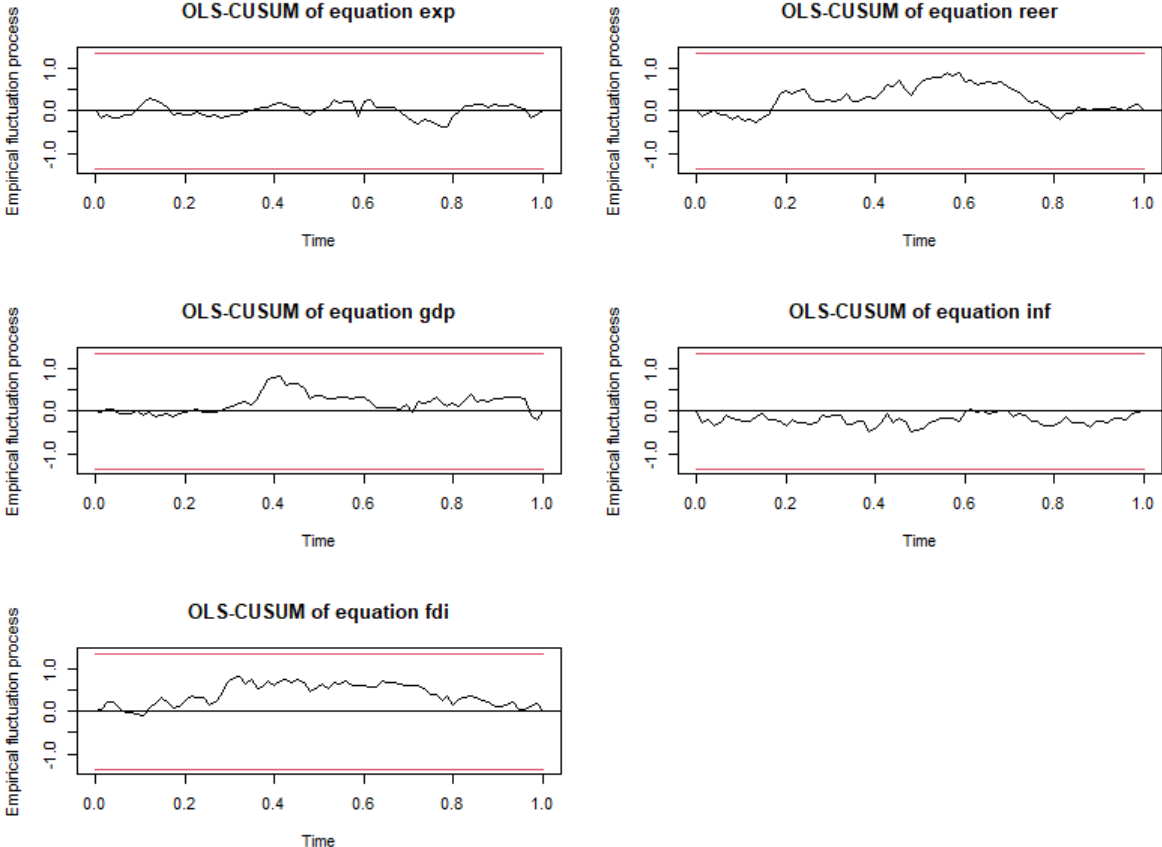 OLS-CUSUM of equation exp
Empirical fluctuation process
1.0
0.0
-1.0
0.0 0.2 0.4 0.6 0.8 1.0
Time
OLS-CUSUM of equation reer
Empirical fluctuation process
1.0
0.0
-1.0
0.0 0.2 0.4 0.6 0.8 1.0
Time
OLS-CUSUM of equation gdp
Empirical fluctuation process
1.0
0.0
-1.0
0.0 0.2 0.4 0.6 0.8 1.0
Time
OLS-CUSUM of equation inf
Empirical fluctuation process
1.0
0.0
-1.0
0.0 0.2 0.4 0.6 0.8 1.0
Time
OLS-CUSUM of equation fdi
Empirical fluctuation process
1.0
0.0
-1.0
0.0 0.2 0.4 0.6 0.8 1.0
Time